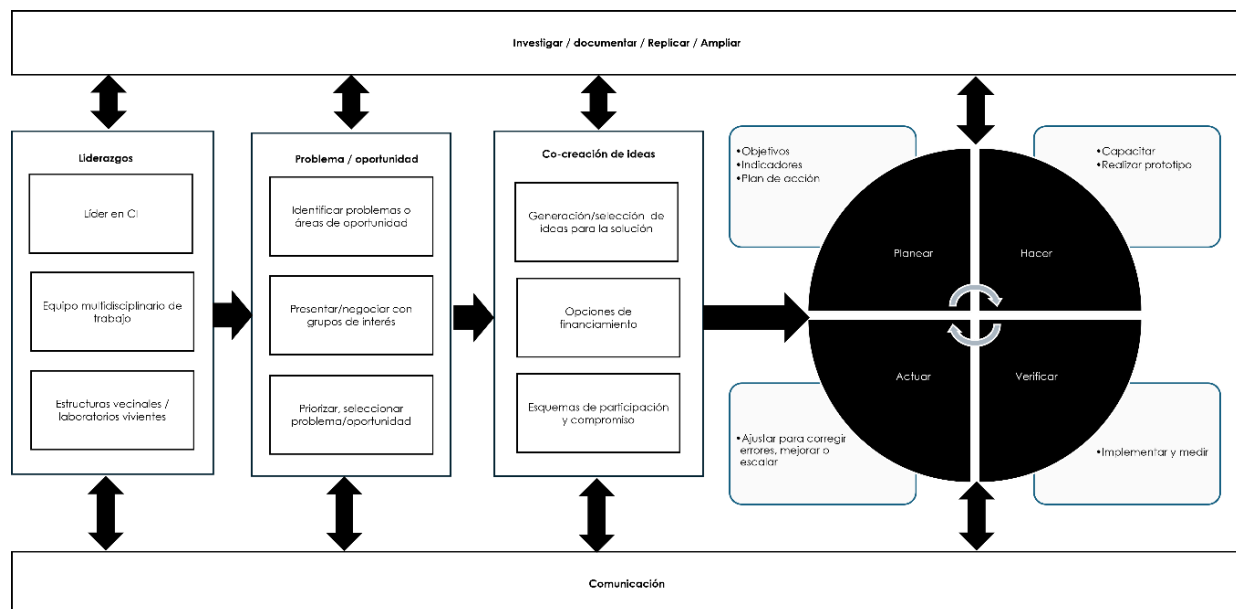 Investigar / documentar / Replicar / Ampliar
Liderazgos
Líder en CI
Equipo multidisciplinario de
trabajo
Estructuras vecinales /
laboratorios vivientes
Problema / oportunidad
Identificar problemas o
áreas de oportunidad
Presentar/negociar con
grupos de interés
Priorizar, seleccionar
problema/oportunidad
Co-creación de ideas
Generación/selección de
ideas para la solución
Opciones de
financiamiento
Esquemas de participación
y compromiso
•Objetivos
•Indicadores
•Plan de acción
•Capacitar
•Realizar prototipo
Planear
Hacer
Actuar
Verificar
•Ajustar para corregir
errores, mejorar o
escalar
•Implementar y medir
Comunicación